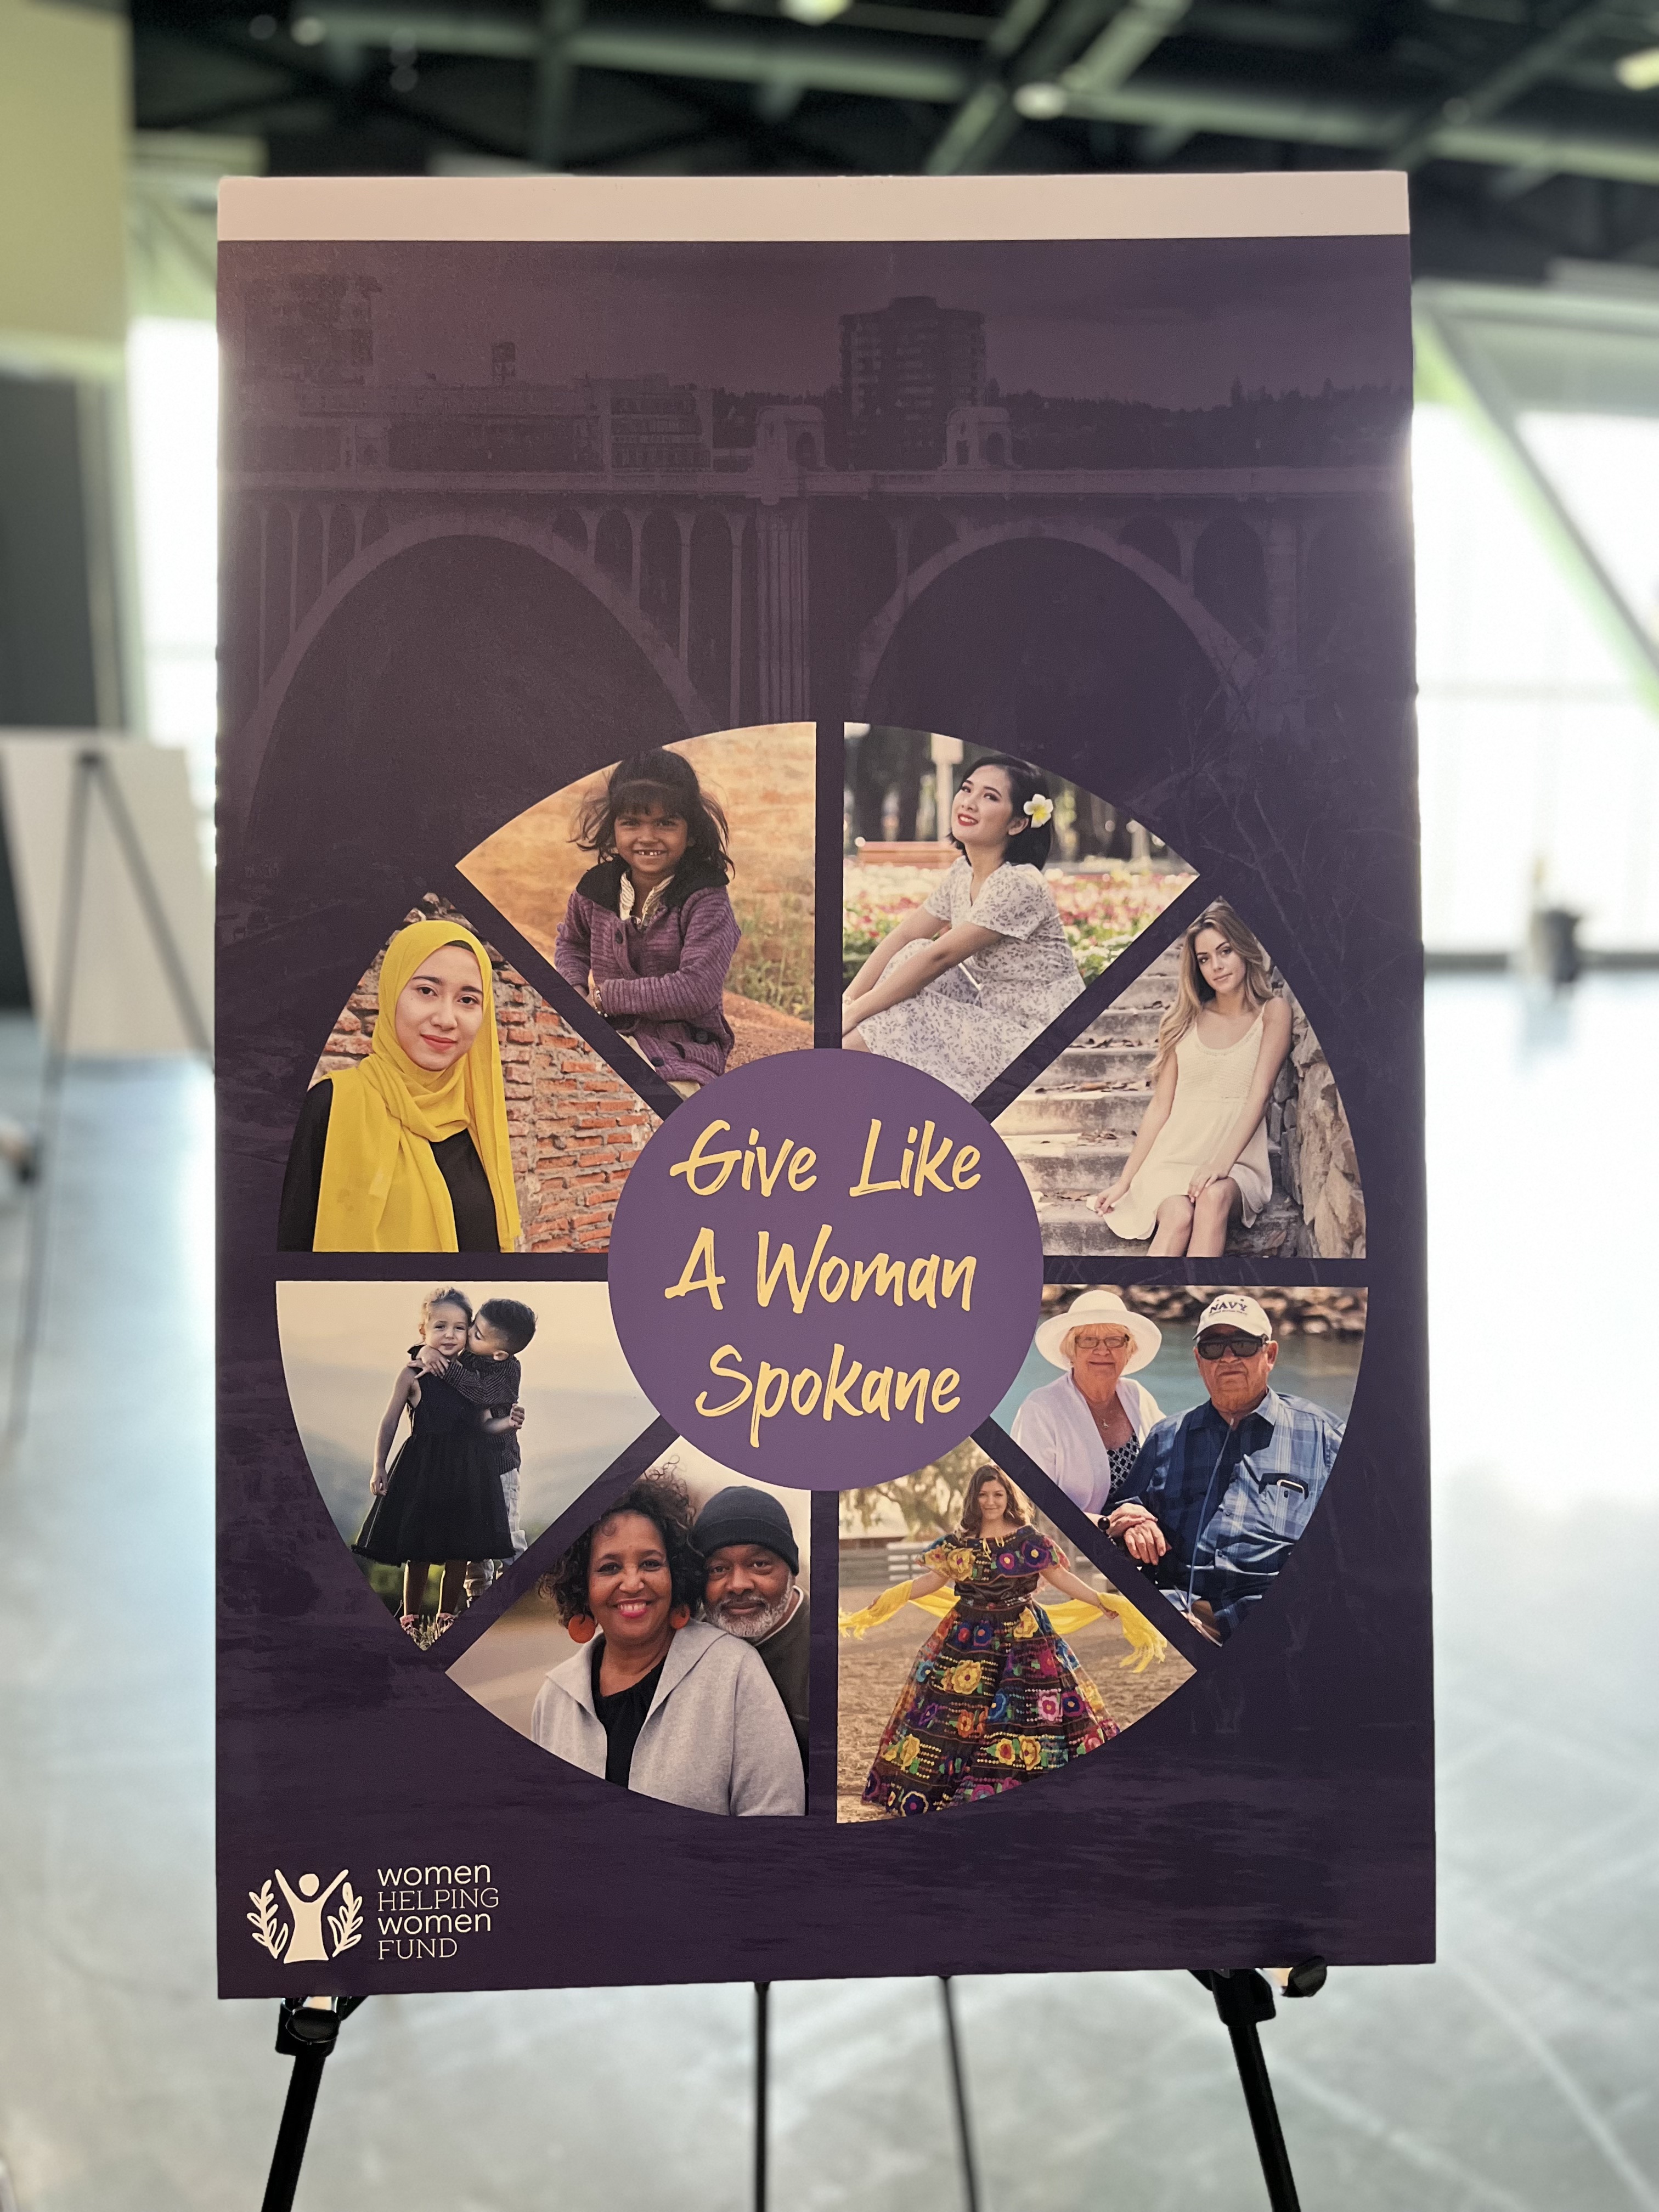 Give Like
A Woman
Spokane
NAVY
women
HELPING
women
FUND